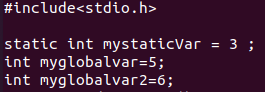 #include<stdio.h>
static int mystaticVar = 3 ;
int myglobalvar=5;
int myglobalvar2=6;